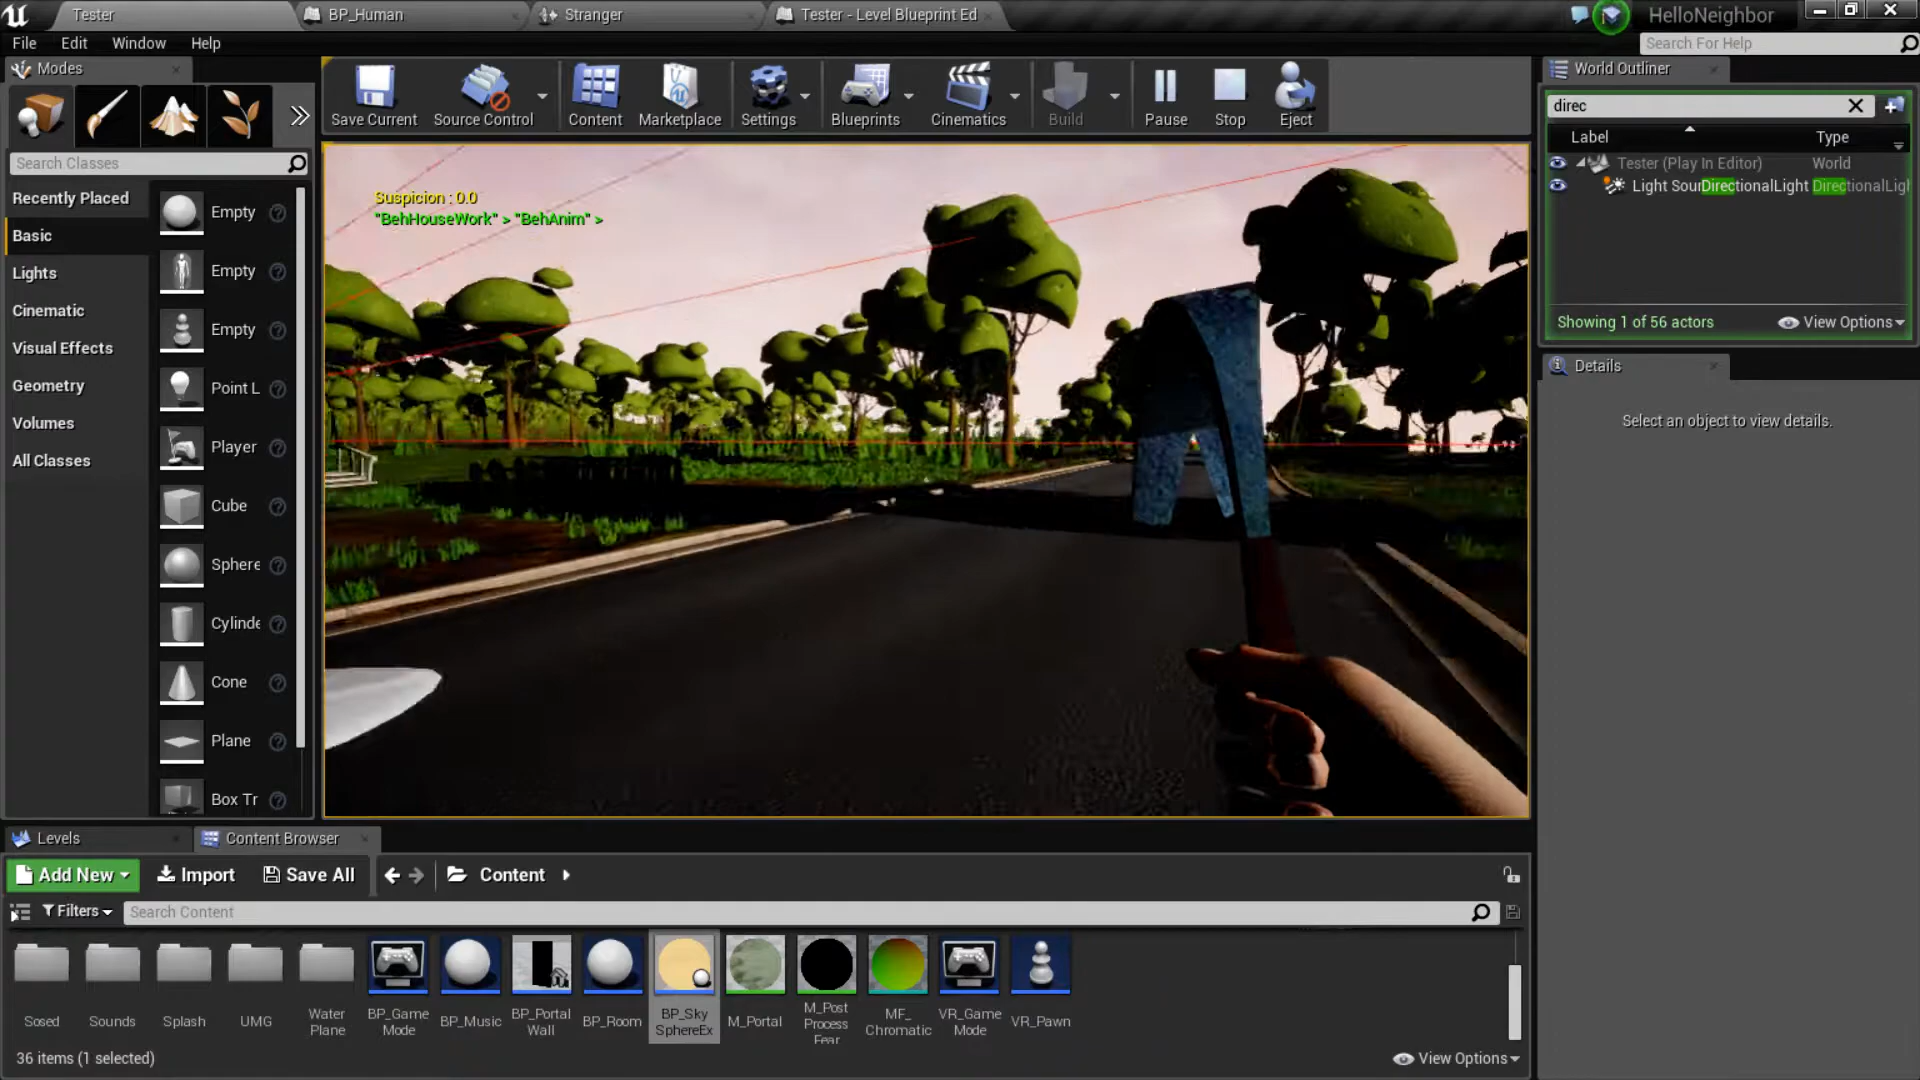 Tester
BP_Human
Stranger
Tester - Level Blueprint Ed
HelloNeighbor
File
Edit
Window
Help
Search For Help
Modes
Save Current
Source Control
Content
Marketplace
Settings
Blueprints
Cinematics
Build
Pause
Stop
Eject
World Outliner
direc
Label
Type
Tester (Play In Editor)
World
Light SourDirectionalLight
DirectionalLigh
Showing 1 of 56 actors
View Options
Details
Select an object to view details.
Search Classes
Recently Placed
Basic
Lights
Cinematic
Visual Effects
Geometry
Volumes
All Classes
Empty
Empty
Empty
Point L
Player
Cube
Sphere
Cylinde
Cone
Plane
Box Tr
Suspicion : 0.0
"BehHouseWork" > "BehAnim" >
Levels
Content Browser
Add New
Import
Save All
Content
Filters
Search Content
Sosed
Sounds
Splash
UMG
Water Plane
BP_Game Mode
BP_Music
BP_Portal Wall
BP_Room
BP_Sky SphereEx
M_Portal
M_Post Process Fear
MF_ Chromatic
VR_Game Mode
VR_Pawn
36 items (1 selected)
View Options